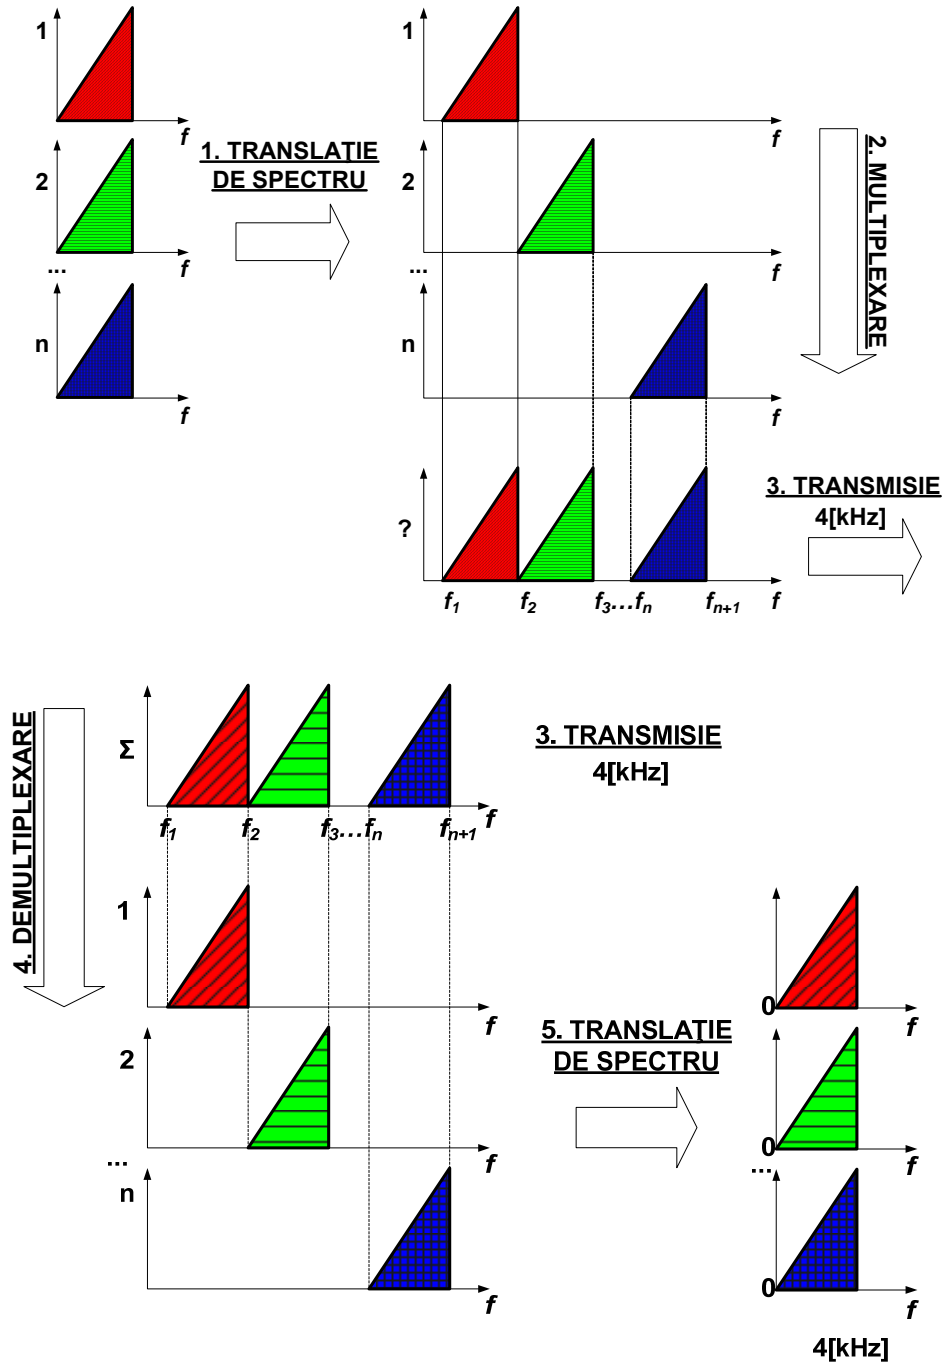 1
f
2
f
...
n
f
1. TRANSLAŢIE
DE SPECTRU
1
f
2
f
...
n
f
2. MULTIPLEXARE
?
f1 f2 f3...fn fn+1 f
3. TRANSMISIE
4[kHz]
4. DEMULTIPLEXARE
Σ
f1 f2 f3...fn fn+1 f
3. TRANSMISIE
4[kHz]
1
f
2
f
...
n
f
5. TRANSLAŢIE
DE SPECTRU
0
f
0
f
...
0
f
4[kHz]